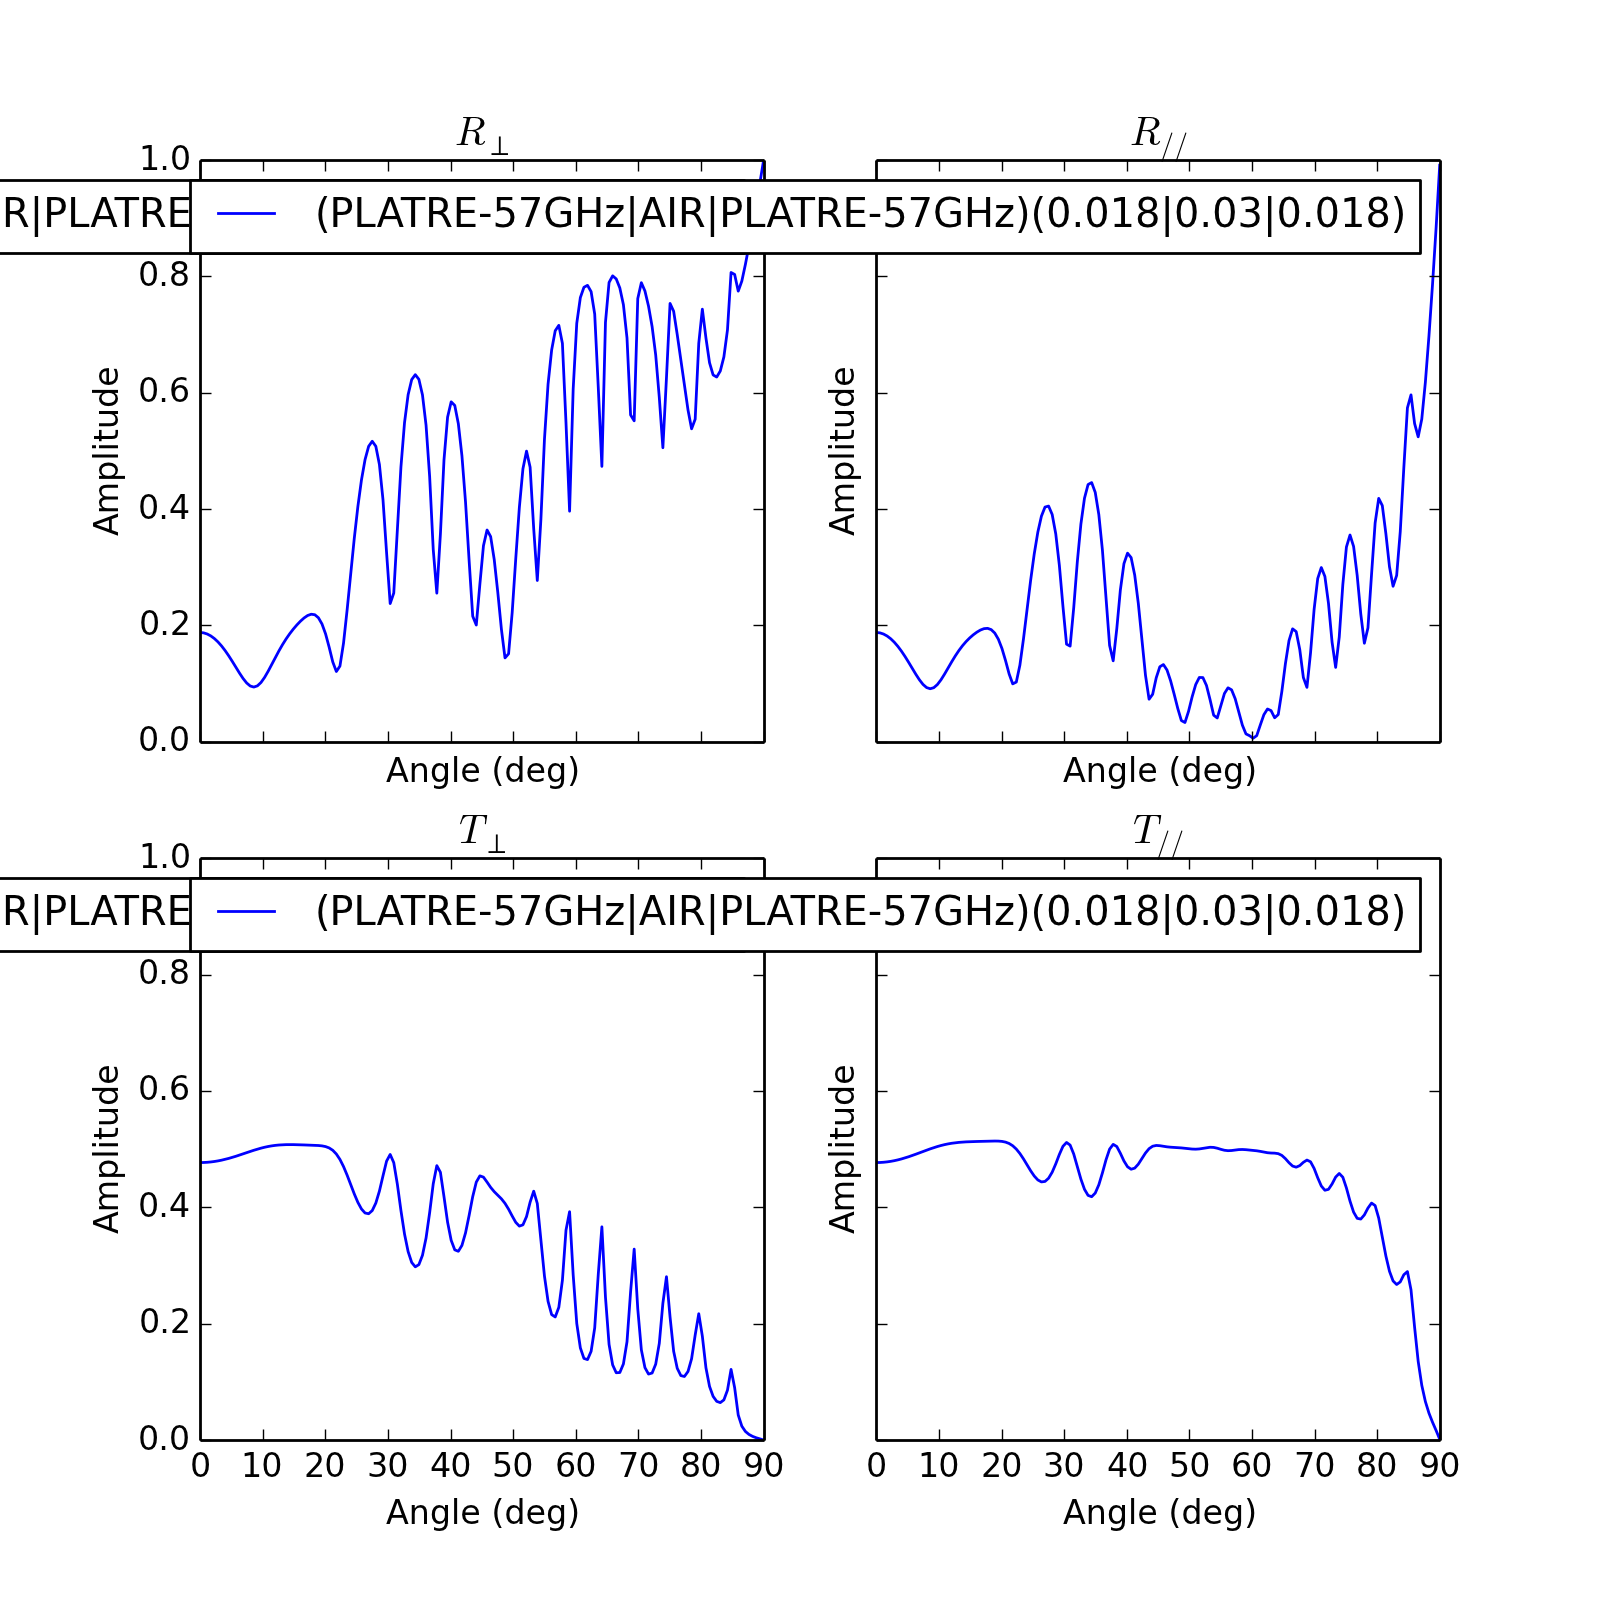 R⊥
R//
1.0
R|PLATRE
(PLATRE-57GHz|AIR|PLATRE-57GHz)(0.018|0.03|0.018)
0.8
0.6
0.4
0.2
0.0
Amplitude
Amplitude
Angle (deg)
Angle (deg)
T⊥
T//
1.0
R|PLATRE
(PLATRE-57GHz|AIR|PLATRE-57GHz)(0.018|0.03|0.018)
0.8
0.6
0.4
0.2
0.0
Amplitude
Amplitude
0 10 20 30 40 50 60 70 80 90
0 10 20 30 40 50 60 70 80 90
Angle (deg)
Angle (deg)